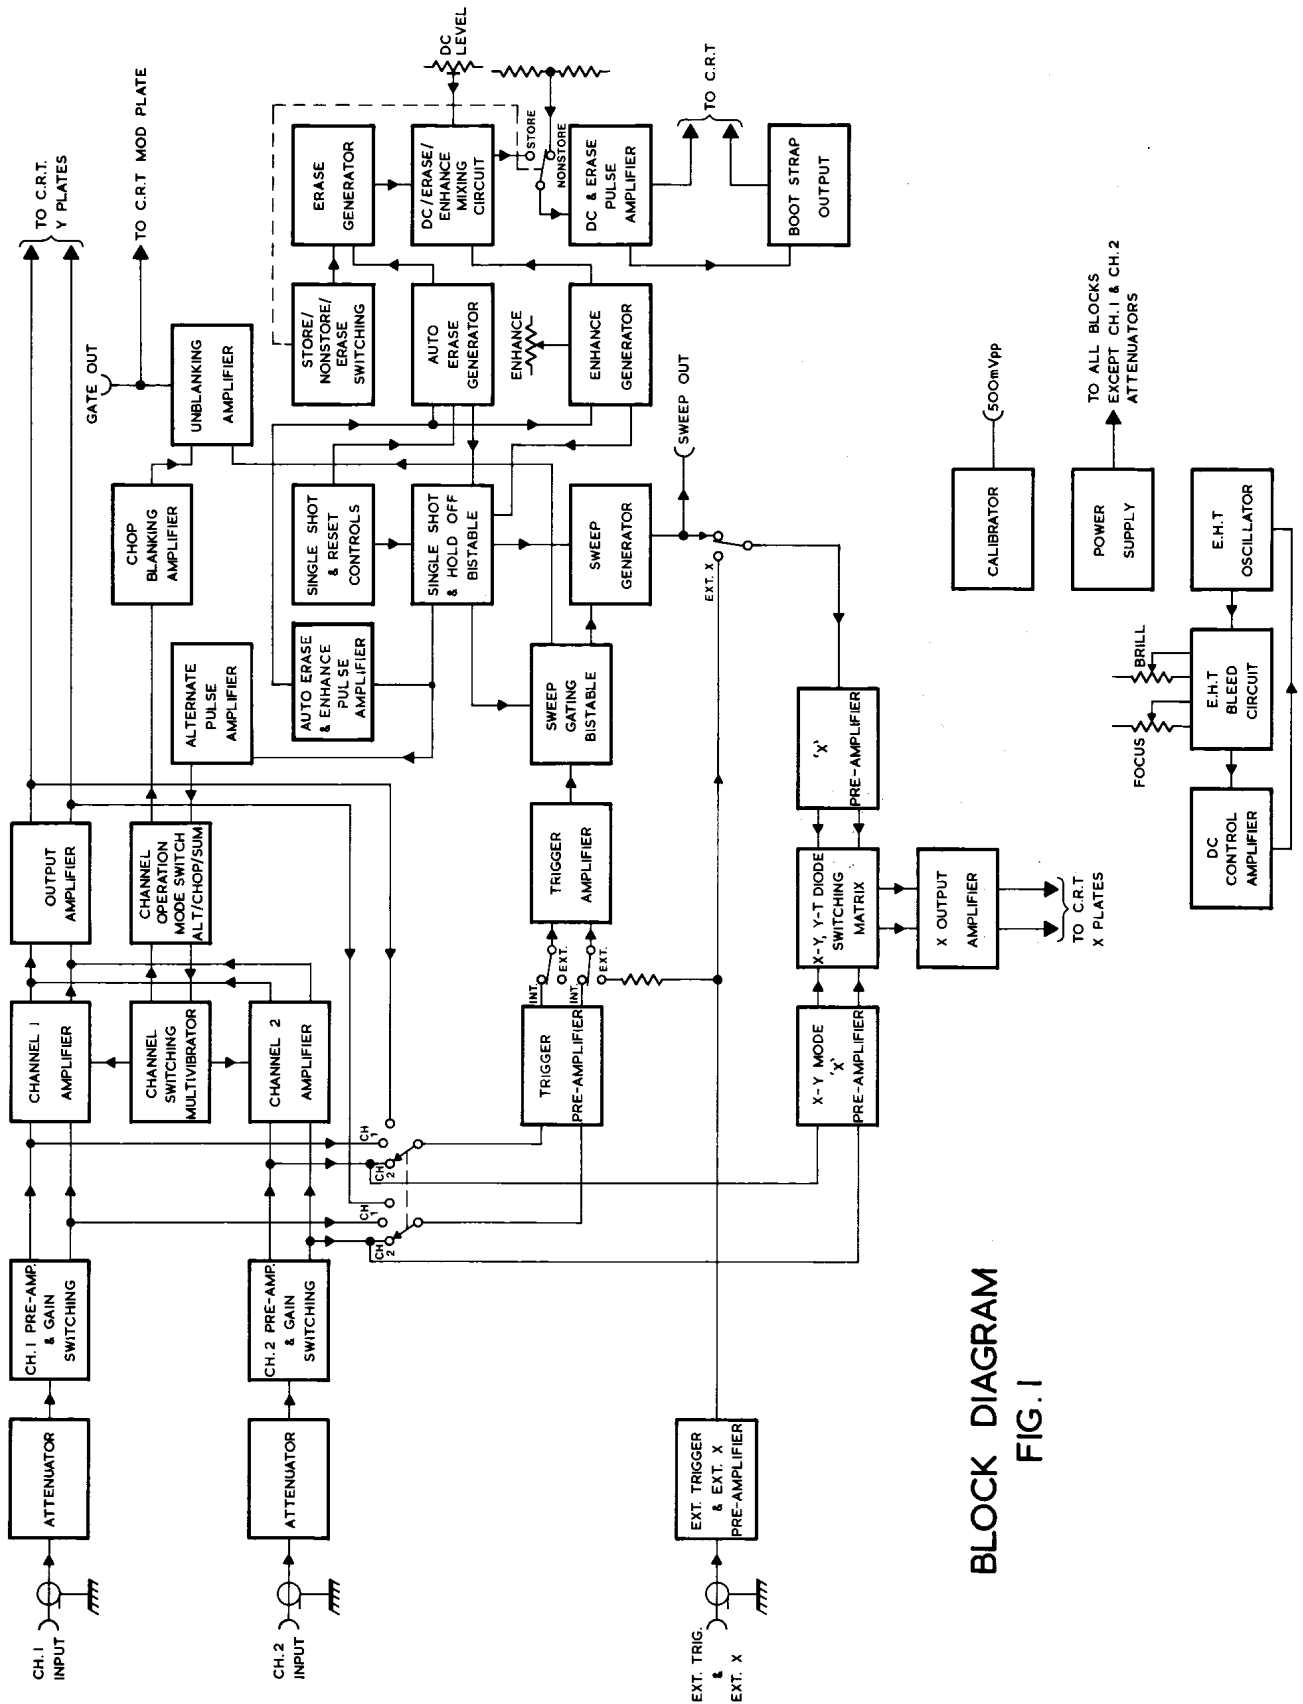 CH.1
INPUT
ATTENUATOR
CH.1 PRE-AMP.
& GAIN
SWITCHING
CHANNEL 1
AMPLIFIER
OUTPUT
AMPLIFIER
TO C.R.T.
Y PLATES
CHANNEL
SWITCHING
MULTIVIBRATOR
CHANNEL
OPERATION
MODE SWITCH
ALT/CHOP/SUM
CHOP
BLANKING
AMPLIFIER
GATE OUT
TO C.R.T MOD PLATE
ALTERNATE
PULSE
AMPLIFIER
UNBLANKING
AMPLIFIER
CH.2
INPUT
ATTENUATOR
CH.2 PRE-AMP.
& GAIN
SWITCHING
CHANNEL 2
AMPLIFIER
AUTO ERASE
& ENHANCE
PULSE
AMPLIFIER
SINGLE SHOT
& RESET
CONTROLS
STORE/
NONSTORE/
ERASE
SWITCHING
ERASE
GENERATOR
CH
1
CH
2
CH
1
CH
2
SINGLE SHOT
& HOLD OFF
BISTABLE
AUTO
ERASE
GENERATOR
DC/ERASE/
ENHANCE
MIXING
CIRCUIT
DC
LEVEL
STORE
NONSTORE
ENHANCE
TRIGGER
PRE-AMPLIFIER
INT.
EXT.
INT.
EXT.
TRIGGER
AMPLIFIER
SWEEP
GATING
BISTABLE
SWEEP
GENERATOR
ENHANCE
GENERATOR
DC & ERASE
PULSE
AMPLIFIER
SWEEP OUT
TO C.R.T
BOOT STRAP
OUTPUT
EXT. TRIG.
&
EXT. X
EXT. TRIGGER
& EXT. X
PRE-AMPLIFIER
EXT. X
X-Y MODE
'X'
PRE-AMPLIFIER
X-Y, Y-T DIODE
SWITCHING
MATRIX
'X'
PRE-AMPLIFIER
X OUTPUT
AMPLIFIER
TO C.R.T
X PLATES
CALIBRATOR
500mVpp
POWER
SUPPLY
TO ALL BLOCKS
EXCEPT CH.1 & CH.2
ATTENUATORS
FOCUS
BRILL
DC
CONTROL
AMPLIFIER
E.H.T
BLEED
CIRCUIT
E.H.T
OSCILLATOR
BLOCK DIAGRAM
FIG.1